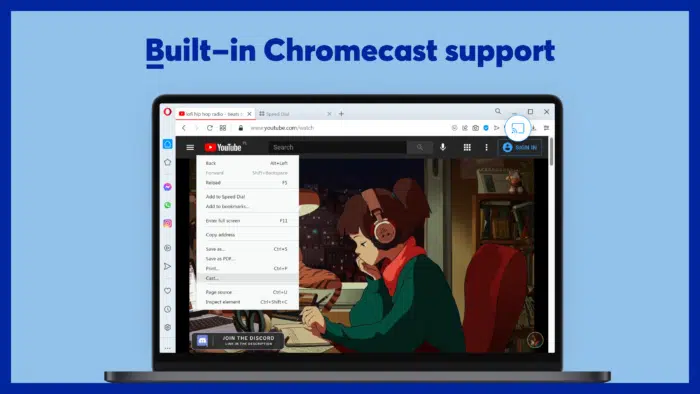 Built-in Chromecast support
lofi hip hop radio - beats
Speed Dial
www.youtube.com/watch
YouTube
Search
SIGN IN
Back Alt+Left
Forward Shift+Backspace
Reload F5
Add to Speed Dial
Add to bookmarks...
Enter full screen F11
Copy address
Save as... Ctrl+S
Save as PDF...
Print... Ctrl+P
Cast...
Page source Ctrl+U
Inspect element Ctrl+Shift+C
JOIN THE DISCORD
LINK IN THE DESCRIPTION